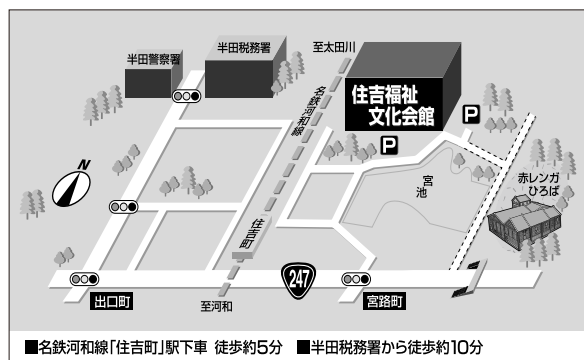 半田警察署
半田税務署
至太田川
名鉄河和線
住吉福祉
文化会館
P
P
N
宮池
赤レンガ
ひろば
住吉町
247
出口町
至河和
宮路町
■名鉄河和線「住吉町」駅下車 徒歩約5分 ■半田税務署から徒歩約10分